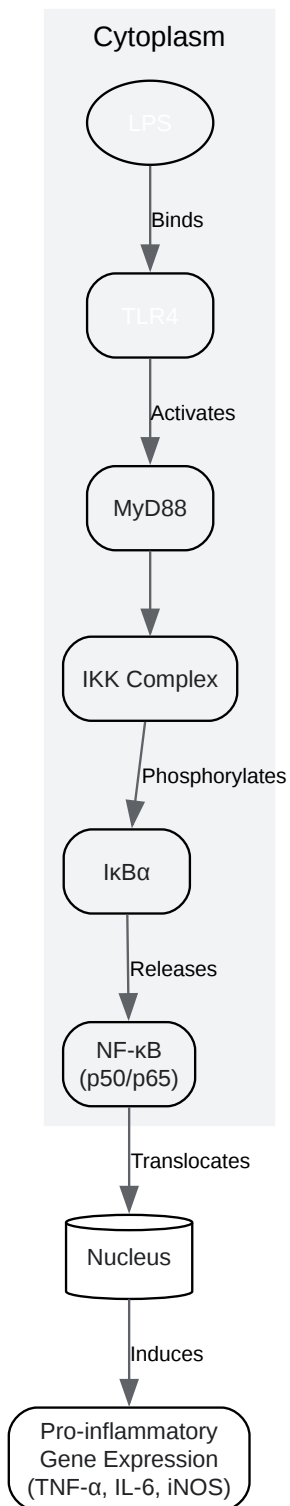 Cytoplasm
LPS
Binds
TLR4
Activates
MyD88
IKK Complex
Phosphorylates
IκBα
Releases
NF-κB
(p50/p65)
Translocates
Nucleus
Induces
Pro-inflammatory
Gene Expression
(TNF-α, IL-6, iNOS)